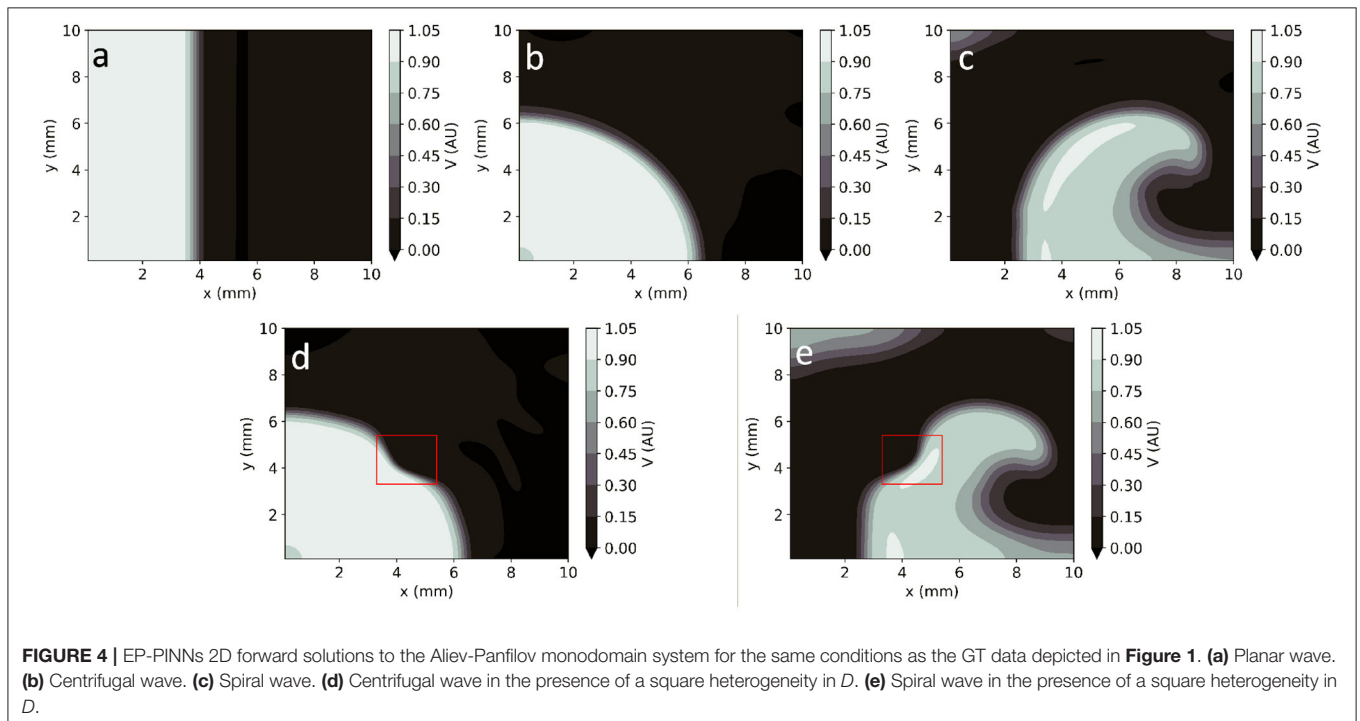 a
10
8
6
4
2
y (mm)
2 4 6 8 10
x (mm)
1.05
0.90
0.75
0.60
0.45
0.30
0.15
0.00
V (AU)
b
10
8
6
4
2
y (mm)
2 4 6 8 10
x (mm)
1.05
0.90
0.75
0.60
0.45
0.30
0.15
0.00
V (AU)
c
10
8
6
4
2
y (mm)
2 4 6 8 10
x (mm)
1.05
0.90
0.75
0.60
0.45
0.30
0.15
0.00
V (AU)
d
10
8
6
4
2
y (mm)
2 4 6 8 10
x (mm)
1.05
0.90
0.75
0.60
0.45
0.30
0.15
0.00
V (AU)
e
10
8
6
4
2
y (mm)
2 4 6 8 10
x (mm)
1.05
0.90
0.75
0.60
0.45
0.30
0.15
0.00
V (AU)
FIGURE 4 | EP-PINNs 2D forward solutions to the Aliev-Panfilov monodomain system for the same conditions as the GT data depicted in Figure 1. (a) Planar wave.
(b) Centrifugal wave. (c) Spiral wave. (d) Centrifugal wave in the presence of a square heterogeneity in D. (e) Spiral wave in the presence of a square heterogeneity in
D.